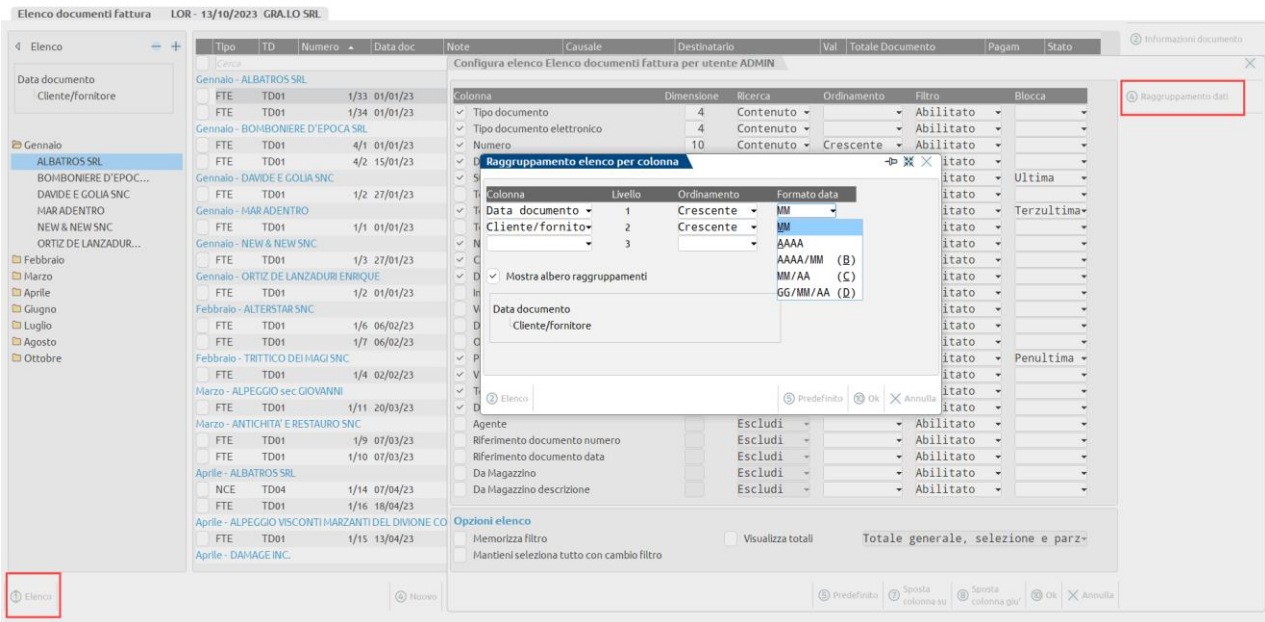 Elenco documenti fattura LOR - 13/10/2023 GRA.LO SRL
Elenco
Data documento
Cliente/fornitore
Gennaio
ALBATROS SRL
BOMBONIERE D'EPOC...
DAVIDE E GOLIA SNC
MAR ADENTRO
NEW & NEW SNC
ORTIZ DE LANZADUR...
Febbraio
Marzo
Aprile
Giugno
Luglio
Agosto
Ottobre
① Elenco
Tipo TD Numero Data doc Note Causale Destinatario Val Totale Documento Pagam Stato
Cerca
Gennaio - ALBATROS SRL
FTE TD01 1/33 01/01/23
FTE TD01 1/34 01/01/23
Gennaio - BOMBONIERE D'EPOCA SRL
FTE TD01 4/1 01/01/23
FTE TD01 4/2 15/01/23
Gennaio - DAVIDE E GOLIA SNC
FTE TD01 1/2 27/01/23
Gennaio - MAR ADENTRO
FTE TD01 1/1 01/01/23
Gennaio - NEW & NEW SNC
FTE TD01 1/3 27/01/23
Gennaio - ORTIZ DE LANZADURI ENRIQUE
FTE TD01 1/2 01/01/23
Febbraio - ALTERSTAR SNC
FTE TD01 1/6 06/02/23
FTE TD01 1/7 06/02/23
Febbraio - TRITTICO DEI MAGI SNC
FTE TD01 1/4 02/02/23
Marzo - ALPEGGIO sec GIOVANNI
FTE TD01 1/11 20/03/23
Marzo - ANTICHITA' E RESTAURO SNC
FTE TD01 1/9 07/03/23
FTE TD01 1/10 07/03/23
Aprile - ALBATROS SRL
NCE TD04 1/14 07/04/23
FTE TD01 1/16 18/04/23
Aprile - ALPEGGIO VISCONTI MARZANTI DEL DIVIONE CO
FTE TD01 1/15 13/04/23
Aprile - DAMAGE INC.
④ Nuovo
Configura elenco Elenco documenti fattura per utente ADMIN
Colonna Dimensione Ricerca Ordinamento Filtro Blocca
Tipo documento 4 Contenuto Abilitato
Tipo documento elettronico 4 Contenuto Abilitato
Numero 10 Contenuto Crescente Abilitato
Ultima
Terzultima
Penultima
Raggruppamento elenco per colonna
Colonna Livello Ordinamento Formato data
Data documento 1 Crescente MM
Cliente/fornito 2 Crescente
3
MM
AAAA
AAAA/MM (B)
MM/AA (C)
GG/MM/AA (D)
Mostra albero raggruppamenti
Data documento
Cliente/fornitore
② Elenco ⑤ Predefinito ⑩ Ok Annulla
Agente Escludi Abilitato
Riferimento documento numero Escludi Abilitato
Riferimento documento data Escludi Abilitato
Da Magazzino Escludi Abilitato
Da Magazzino descrizione Escludi Abilitato
Opzioni elenco
Memorizza filtro Visualizza totali Totale generale, selezione e parz
Mantieni seleziona tutto con cambio filtro
⑤ Predefinito ⑦ Sposta colonna su ⑧ Sposta colonna giu' ⑩ Ok Annulla
② Informazioni documento
⑥ Raggruppamento dati